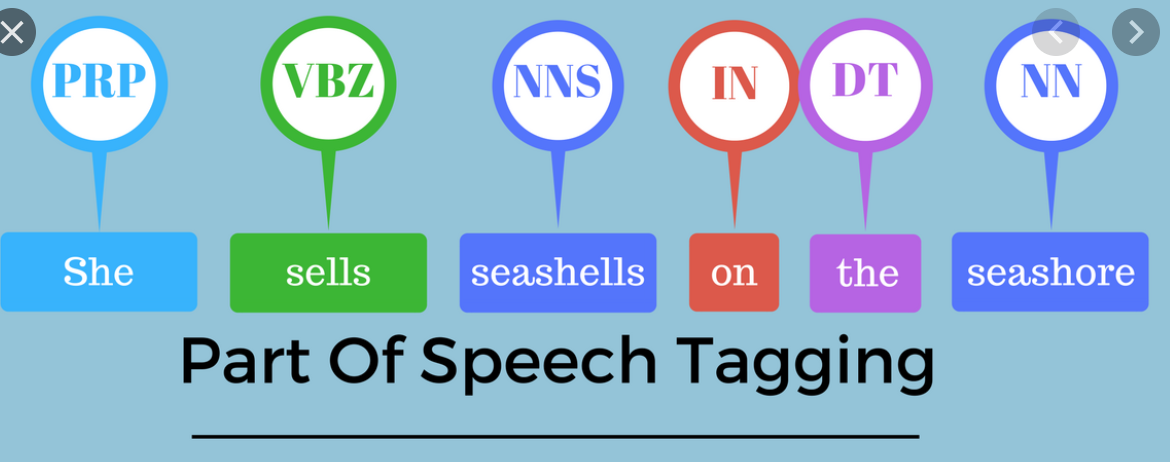 PRP VBZ NNS IN DT NN
She sells seashells on the seashore
Part Of Speech Tagging